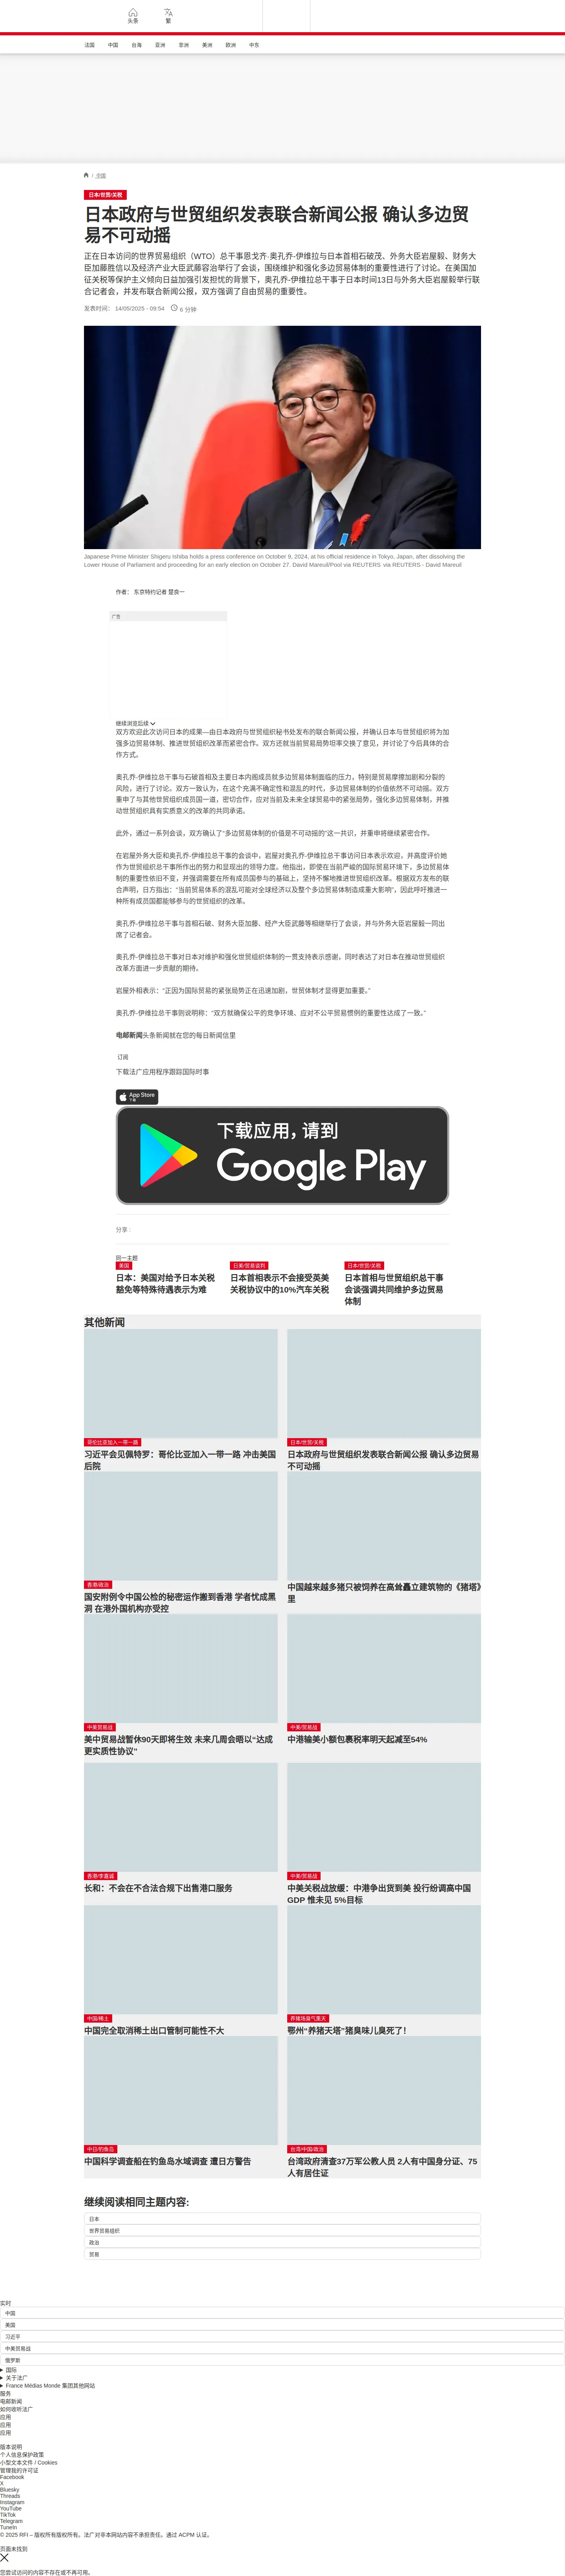 头条
繁
法国
中国
台海
亚洲
非洲
美洲
欧洲
中东
/ 法国
日本/世贸/关税
日本政府与世贸组织发表联合新闻公报 确认多边贸
易不可动摇
正在日本访问的世界贸易组织（WTO）总干事恩戈齐·奥孔乔-伊维拉与日本首相石破茂、外务大臣岩屋毅、财务大
臣加藤胜信以及经济产业大臣武藤容治举行了会谈，围绕维护和强化多边贸易体制的重要性进行了讨论。在美国加
征关税等保护主义倾向日益加强引发担忧的背景下，奥孔乔-伊维拉总干事于日本时间13日与外务大臣岩屋毅举行联
合记者会，并发布联合新闻公报，双方强调了自由贸易的重要性。
发表时间： 14/05/2025 - 09:54
6 分钟
Japanese Prime Minister Shigeru Ishiba holds a press conference on October 9, 2024, at his official residence in Tokyo, Japan, after dissolving the
Lower House of Parliament and proceeding for an early election on October 27. David Mareuil/Pool via REUTERS via REUTERS - David Mareuil
作者： 东京特约记者 楚良一
广告
继续浏览后续
双方欢迎此次访问日本的成果—由日本政府与世贸组织秘书处发布的联合新闻公报，并确认日本与世贸组织将为加
强多边贸易体制、推进世贸组织改革而紧密合作。双方还就当前贸易局势坦率交换了意见，并讨论了今后具体的合
作方式。
奥孔乔-伊维拉总干事与石破首相及主要日本内阁成员就多边贸易体制面临的压力，特别是贸易摩擦加剧和分裂的
风险，进行了讨论。双方一致认为，在这个充满不确定性和混乱的时代，多边贸易体制的价值依然不可动摇。双方
重申了与其他世贸组织成员国一道，密切合作，应对当前及未来全球贸易中的紧张局势，强化多边贸易体制，并推
动世贸组织具有实质意义的改革的共同承诺。
此外，通过一系列会谈，双方确认了“多边贸易体制的价值是不可动摇的”这一共识，并重申将继续紧密合作。
在岩屋外务大臣和奥孔乔-伊维拉总干事的会谈中，岩屋对奥孔乔-伊维拉总干事访问日本表示欢迎，并高度评价她
作为世贸组织总干事所作出的努力和显现出的领导力度。他指出，即使在当前严峻的国际贸易环境下，多边贸易体
制的重要性依旧不变，并强调需要在所有成员国参与的基础上，坚持不懈地推进世贸组织改革。根据双方发布的联
合声明，日方指出：“当前贸易体系的混乱可能对全球经济以及整个多边贸易体制造成重大影响”，因此呼吁推进一
种所有成员国都能够参与的世贸组织的改革。
奥孔乔-伊维拉总干事与首相石破、财务大臣加藤、经产大臣武藤等相继举行了会谈，并与外务大臣岩屋毅一同出
席了记者会。
奥孔乔-伊维拉总干事对日本对维护和强化世贸组织体制的一贯支持表示感谢，同时表达了对日本在推动世贸组织
改革方面进一步贡献的期待。
岩屋外相表示：“正因为国际贸易的紧张局势正在迅速加剧，世贸体制才显得更加重要。”
奥孔乔-伊维拉总干事则说明称：“双方就确保公平的竞争环境、应对不公平贸易惯例的重要性达成了一致。”
电邮新闻头条新闻就在您的每日新闻信里
订阅
下载法广应用程序跟踪国际时事
App Store
下载
下载应用，请到
Google Play
分享 :
同一主题
美国
日本：美国对给予日本关税
豁免等特殊待遇表示为难
日美/贸易谈判
日本首相表示不会接受英美
关税协议中的10%汽车关税
日本/世贸/关税
日本首相与世贸组织总干事
会谈强调共同维护多边贸易
体制
其他新闻
哥伦比亚加入一带一路
习近平会见佩特罗：哥伦比亚加入一带一路 冲击美国
后院
日本/世贸/关税
日本政府与世贸组织发表联合新闻公报 确认多边贸易
不可动摇
香港/政治
国安附例令中国公检的秘密运作搬到香港 学者忧成黑
洞 在港外国机构亦受控
中国越来越多猪只被饲养在高耸矗立建筑物的《猪塔》
里
中美贸易战
美中贸易战暂休90天即将生效 未来几周会晤以“达成
更实质性协议”
中美/贸易战
中港输美小额包裹税率明天起减至54%
香港/李嘉诚
长和：不会在不合法合规下出售港口服务
中美/贸易战
中美关税战放缓：中港争出货到美 投行纷调高中国
GDP 惟未见 5%目标
中国/稀土
中国完全取消稀土出口管制可能性不大
养猪场臭气熏天
鄂州“养猪天塔”猪臭味儿臭死了！
中日/钓鱼岛
中国科学调查船在钓鱼岛水域调查 遭日方警告
台湾/中国/政治
台湾政府清查37万军公教人员 2人有中国身分证、75
人有居住证
继续阅读相同主题内容:
日本
世界贸易组织
政治
贸易
实时
中国
美国
习近平
中美贸易战
俄罗斯
国际
关于法广
France Médias Monde 集团其他网站
服务
电邮新闻
如何收听法广
应用
应用
应用
版本说明
个人信息保护政策
小型文本文件 / Cookies
管理我的许可证
Facebook
X
Bluesky
Threads
Instagram
YouTube
TikTok
Telegram
TuneIn
© 2025 RFI – 版权所有版权所有。法广对非本网站内容不承担责任。通过 ACPM 认证。
页面未找到
您尝试访问的内容不存在或不再可用。